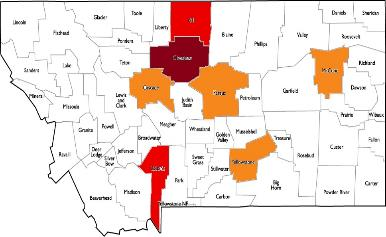 Lincoln
Flathead
Glacier
Toole
Liberty
Hill
Blaine
Phillips
Valley
Daniels
Sheridan
Roosevelt
Pondera
Sanders
Lake
Teton
Chouteau
McCone
Richland
Mineral
Missoula
Lewis
and
Clark
Cascade
Judith
Basin
Fergus
Petroleum
Garfield
Dawson
Prairie
Wibaux
Powell
Granite
Meagher
Broadwater
Wheatland
Golden
Valley
Musselshell
Treasure
Rosebud
Custer
Fallon
Ravalli
Deer
Lodge
Silver
Bow
Jefferson
Gallatin
Park
Sweet
Grass
Stillwater
Yellowstone
Big
Horn
Powder River
Carter
Beaverhead
Madison
Carbon
Yellowstone NP